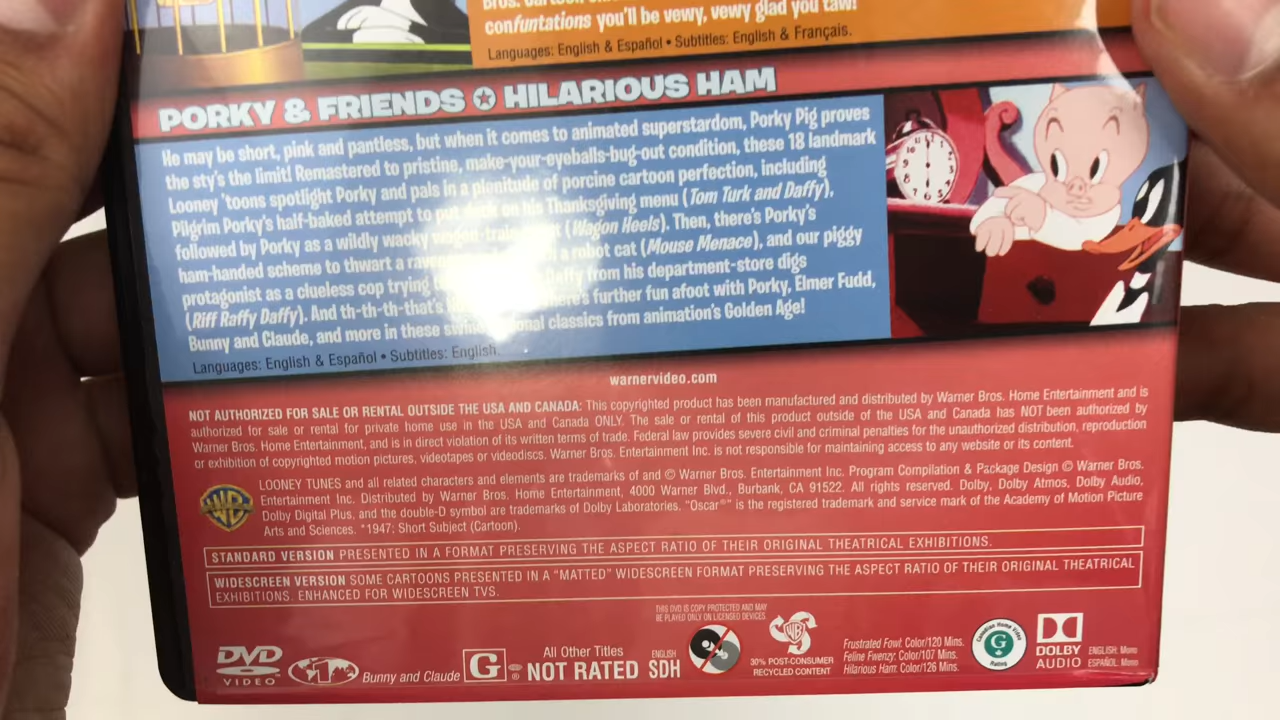 Bros. Cartoon
confuntations you'll be vewy, vewy glad you taw!
Languages: English & Español • Subtitles: English & Français.
PORKY & FRIENDS HILARIOUS HAM
He may be short, pink and pantless, but when it comes to animated superstardom, Porky Pig proves
the sty's the limit! Remastered to pristine, make-your-eyeballs-bug-out condition, these 18 landmark
Looney 'toons spotlight Porky and pals in a plenitude of porcine cartoon perfection, including
Pilgrim Porky's half-baked attempt to put duck on his Thanksgiving menu (Tom Turk and Daffy),
followed by Porky as a wildly wacky (Wagon Heels). Then, there's Porky's
ham-handed scheme to thwart a a robot cat (Mouse Menace), and our piggy
protagonist as a clueless cop trying Daffy from his department-store digs
(Riff Raffy Daffy). And th-th-th-that's further fun afoot with Porky, Elmer Fudd,
Bunny and Claude, and more in these classics from animation's Golden Age!
Languages: English & Español • Subtitles: English.
warnervideo.com
NOT AUTHORIZED FOR SALE OR RENTAL OUTSIDE THE USA AND CANADA: This copyrighted product has been manufactured and distributed by Warner Bros. Home Entertainment and is
authorized for sale or rental for private home use in the USA and Canada ONLY. The sale or rental of this product outside of the USA and Canada has NOT been authorized by
Warner Bros. Home Entertainment, and is in direct violation of its written terms of trade. Federal law provides severe civil and criminal penalties for the unauthorized distribution, reproduction
or exhibition of copyrighted motion pictures, videotapes or videodiscs. Warner Bros. Entertainment Inc. is not responsible for maintaining access to any website or its content.
LOONEY TUNES and all related characters and elements are trademarks of and © Warner Bros. Entertainment Inc. Program Compilation & Package Design © Warner Bros.
Entertainment Inc. Distributed by Warner Bros. Home Entertainment, 4000 Warner Blvd., Burbank, CA 91522. All rights reserved. Dolby, Dolby Atmos, Dolby Audio,
Dolby Digital Plus, and the double-D symbol are trademarks of Dolby Laboratories. "Oscar®" is the registered trademark and service mark of the Academy of Motion Picture
Arts and Sciences. *1947: Short Subject (Cartoon).
STANDARD VERSION PRESENTED IN A FORMAT PRESERVING THE ASPECT RATIO OF THEIR ORIGINAL THEATRICAL EXHIBITIONS.
WIDESCREEN VERSION SOME CARTOONS PRESENTED IN A "MATTED" WIDESCREEN FORMAT PRESERVING THE ASPECT RATIO OF THEIR ORIGINAL THEATRICAL
EXHIBITIONS. ENHANCED FOR WIDESCREEN TVS.
THIS DVD IS COPY PROTECTED AND MAY
BE PLAYED ONLY ON LICENSED DEVICES.
DVD
VIDEO
Bunny and Claude
G
All Other Titles
NOT RATED
ENGLISH
SDH
30% POST-CONSUMER
RECYCLED CONTENT
Frustrated Fowl: Color/120 Mins.
Feline Fwenzy: Color/107 Mins.
Hilarious Ham: Color/126 Mins.
Canadian Home Video
G
Rating
DOLBY
AUDIO
ENGLISH: Mono
ESPAÑOL: Mono